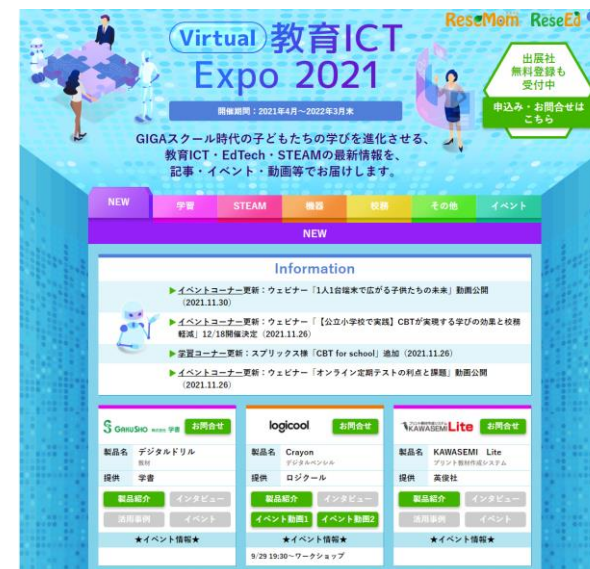 ReseMom ReseEd
Virtual 教育ICT
Expo 2021
開催期間：2021年4月～2022年3月末
出展社
無料登録も
受付中
申込み・お問合せは
こちら
GIGAスクール時代の子どもたちの学びを進化させる、
教育ICT・EdTech・STEAMの最新情報を、
記事・イベント・動画等でお届けします。
NEW 学習 STEAM 機器 校務 その他 イベント
NEW
Information
▶イベントコーナー更新：ウェビナー「1人1台端末で広がる子供たちの未来」動画公開
（2021.11.30）
▶イベントコーナー更新：ウェビナー「【公立小学校で実践】CBTが実現する学びの効果と校務
軽減」12/18開催決定（2021.11.26）
▶学習コーナー更新：スプリックス様「CBT for school」追加（2021.11.26）
▶イベントコーナー更新：ウェビナー「オンライン定期テストの利点と課題」動画公開
（2021.11.26）
GAKUSHO 株式会社 学書 お問合せ
製品名 デジタルドリル
教材
提供 学書
製品紹介 インタビュー
活用事例 イベント
★イベント情報★
logicool お問合せ
製品名 Crayon
デジタルペンシル
提供 ロジクール
製品紹介 インタビュー
イベント動画1 イベント動画2
★イベント情報★
9/29 19:30～ワークショップ
プリント教材作成システム
KAWASEMI Lite お問合せ
製品名 KAWASEMI Lite
プリント教材作成システム
提供 英俊社
製品紹介 インタビュー
活用事例 イベント
★イベント情報★